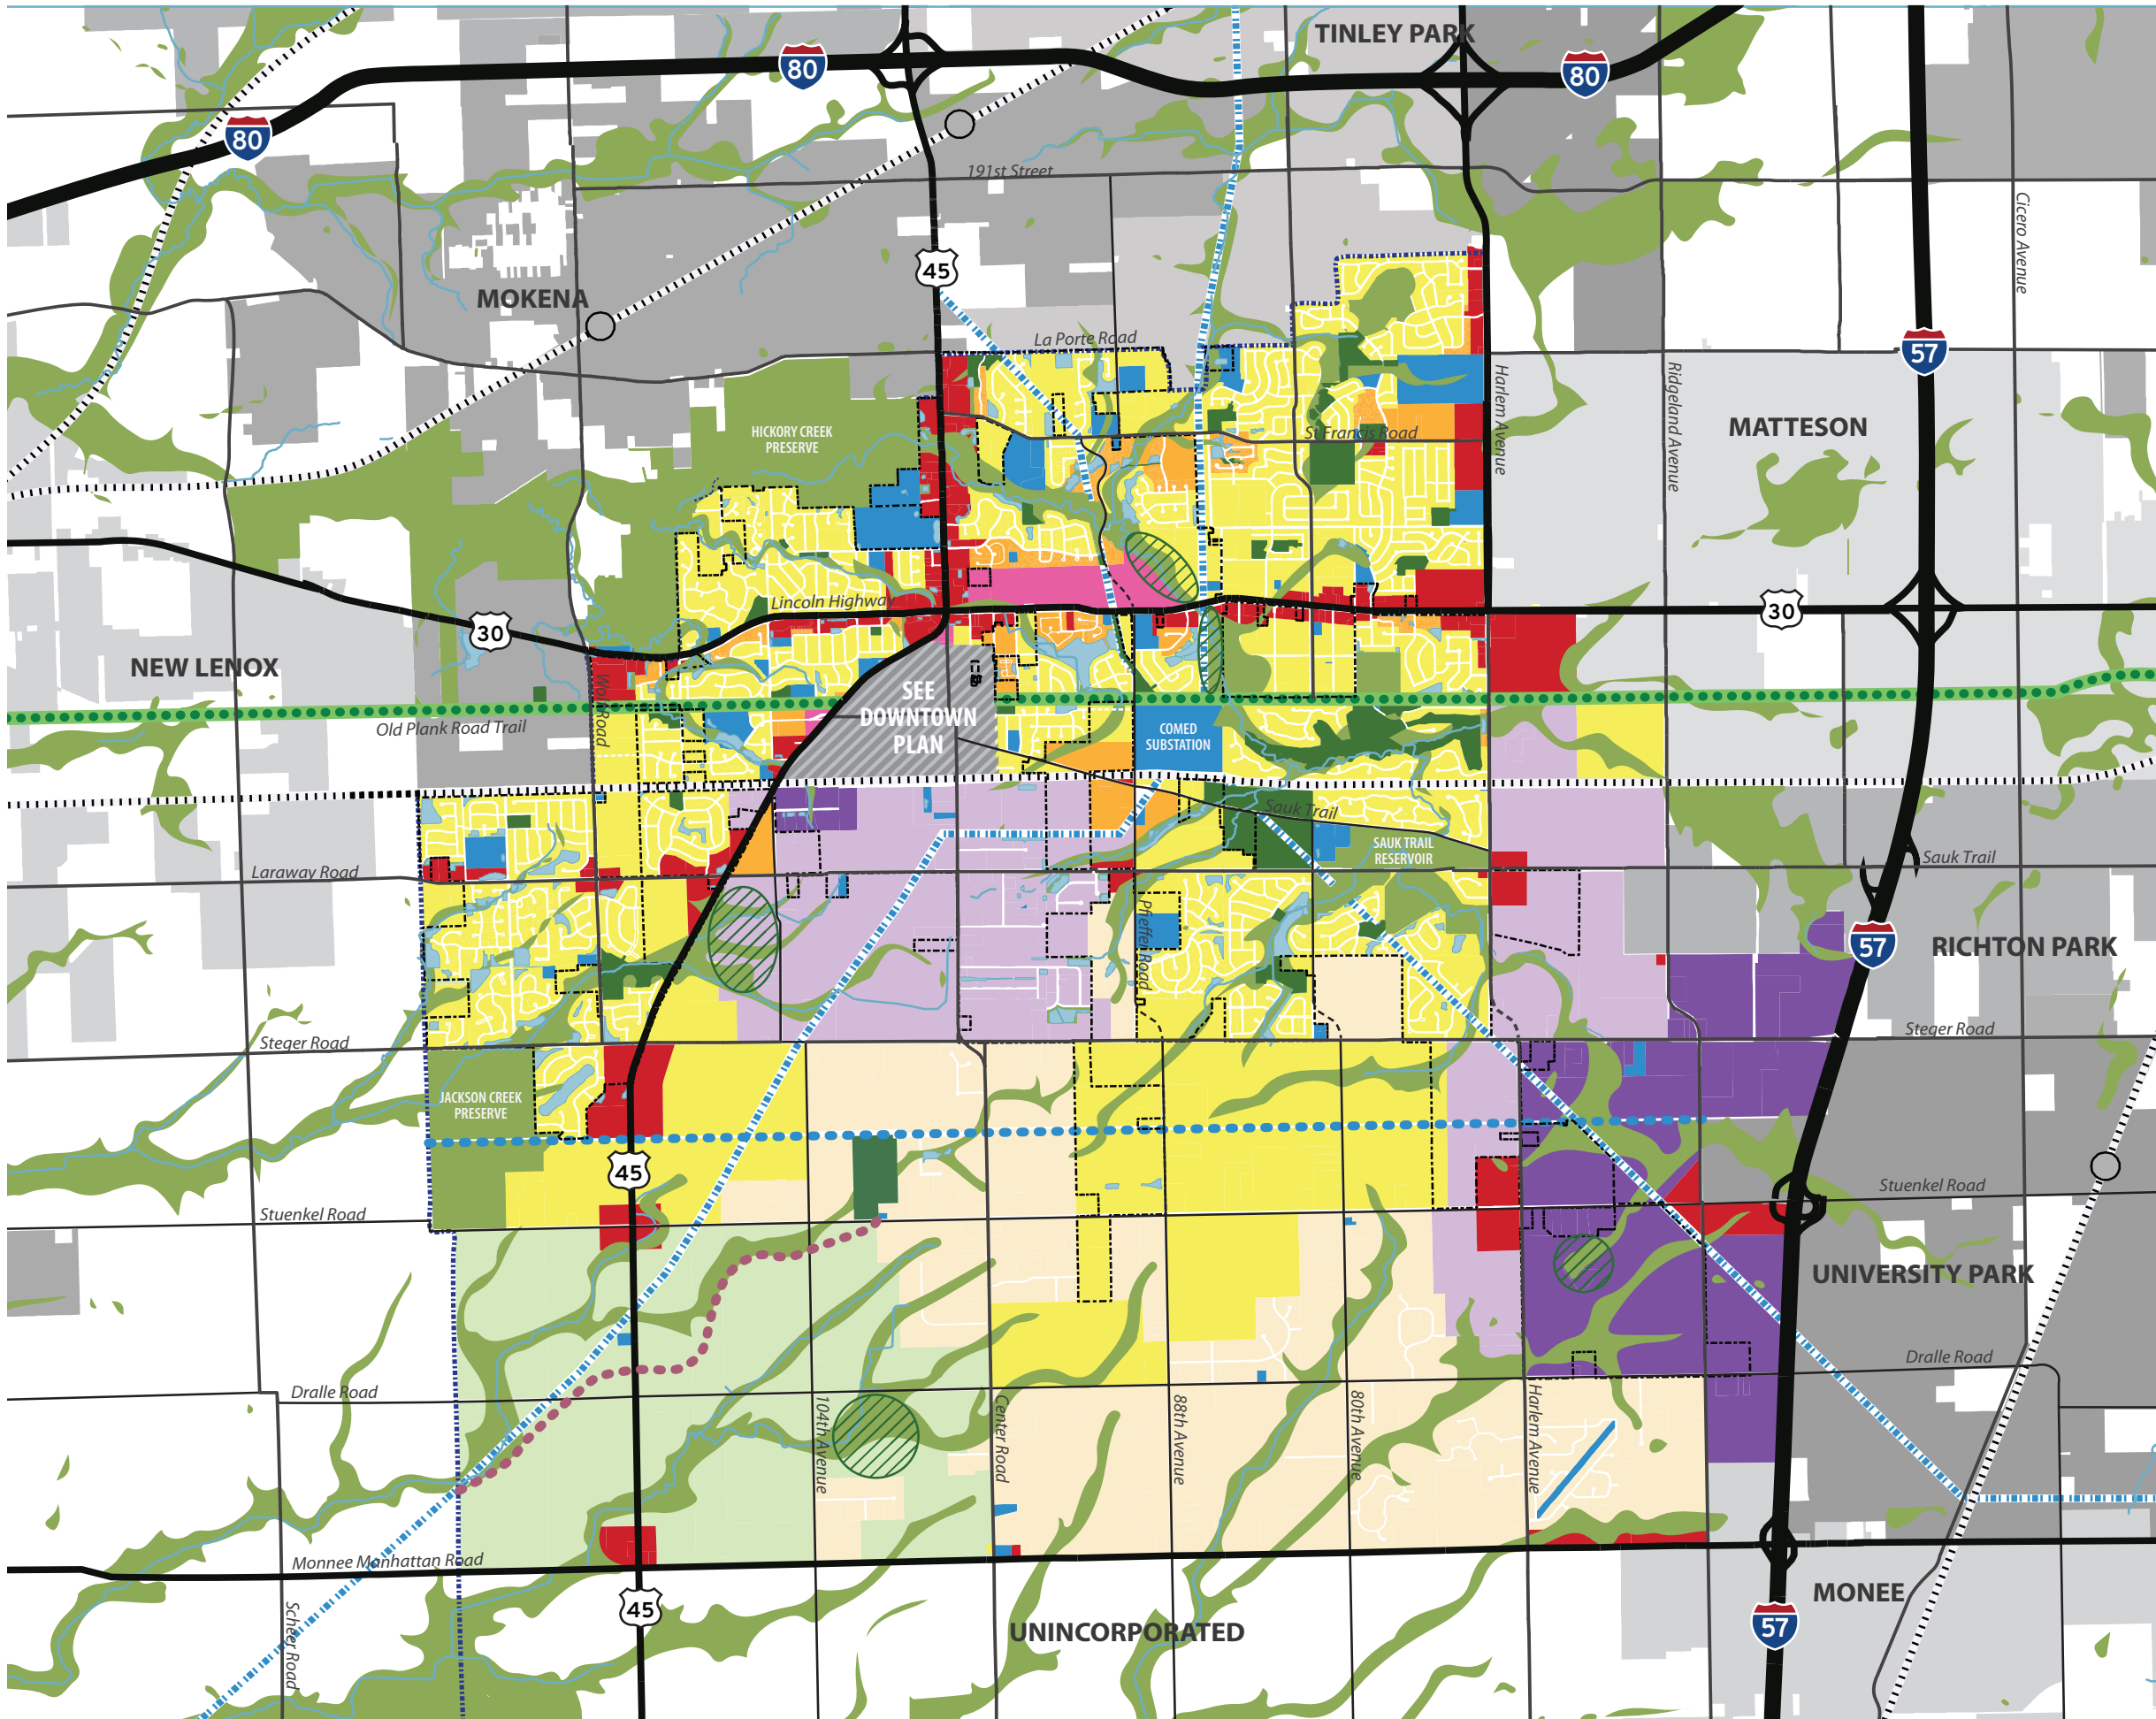 TINLEY PARK
80
80
80
191st Street
Cicero Avenue
45
MOKENA
La Porte Road
57
Harlem Avenue
Ridgeland Avenue
MATTESON
HICKORY CREEK
PRESERVE
St Francis Road
Lincoln Highway
30
30
NEW LENOX
Wolf Road
SEE
DOWNTOWN
PLAN
Old Plank Road Trail
COMED
SUBSTATION
Sauk Trail
SAUK TRAIL
RESERVOIR
Sauk Trail
Laraway Road
Pfieffer Road
57
RICHTON PARK
Steger Road
Steger Road
JACKSON CREEK
PRESERVE
45
Stuenkel Road
Stuenkel Road
UNIVERSITY PARK
Dralle Road
Dralle Road
104th Avenue
Center Road
88th Avenue
80th Avenue
Harlem Avenue
Monnee Manhattan Road
45
Scheer Road
UNINCORPORATED
MONEE
57